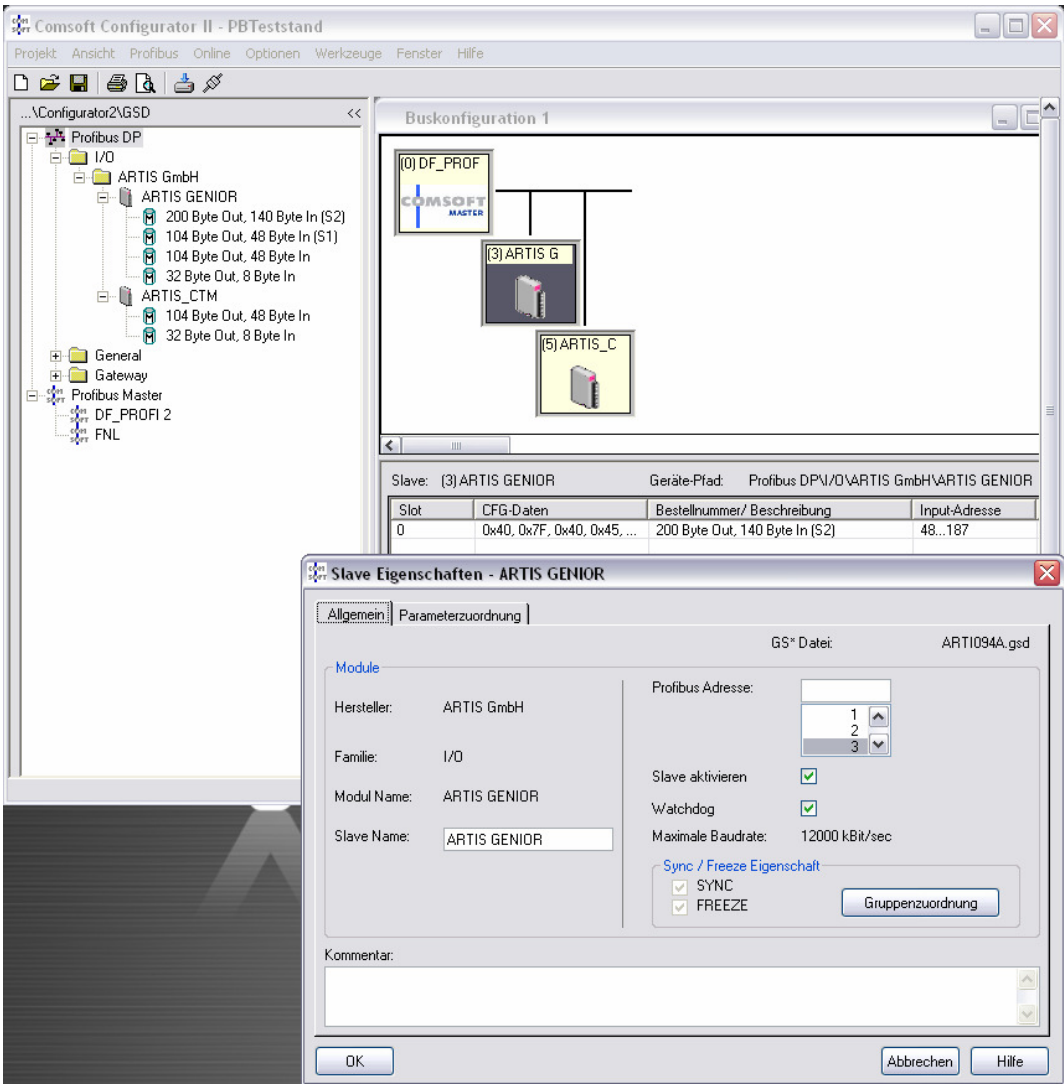 Comsoft Configurator II - PBTeststand
Projekt Ansicht Profibus Online Optionen Werkzeuge Fenster Hilfe
...\Configurator2\GSD <<
Profibus DP
I/O
ARTIS GmbH
ARTIS GENIOR
200 Byte Out, 140 Byte In (S2)
104 Byte Out, 48 Byte In (S1)
104 Byte Out, 48 Byte In
32 Byte Out, 8 Byte In
ARTIS_CTM
104 Byte Out, 48 Byte In
32 Byte Out, 8 Byte In
General
Gateway
Profibus Master
DF_PROFI 2
FNL
Buskonfiguration 1
(0) DF_PROF
COMSOFT
MASTER
(3) ARTIS G
(5) ARTIS_C
Slave: (3) ARTIS GENIOR Geräte-Pfad: Profibus DP\I/O\ARTIS GmbH\ARTIS GENIOR
Slot CFG-Daten Bestellnummer/ Beschreibung Input-Adresse
0 0x40, 0x7F, 0x40, 0x45, ... 200 Byte Out, 140 Byte In (S2) 48...187
Slave Eigenschaften - ARTIS GENIOR
Allgemein Parameterzuordnung
GS* Datei: ARTI094A.gsd
Module
Hersteller: ARTIS GmbH
Familie: I/O
Modul Name: ARTIS GENIOR
Slave Name: ARTIS GENIOR
Profibus Adresse:
1
2
3
Slave aktivieren
Watchdog
Maximale Baudrate: 12000 kBit/sec
Sync / Freeze Eigenschaft
SYNC
FREEZE
Gruppenzuordnung
Kommentar:
OK Abbrechen Hilfe